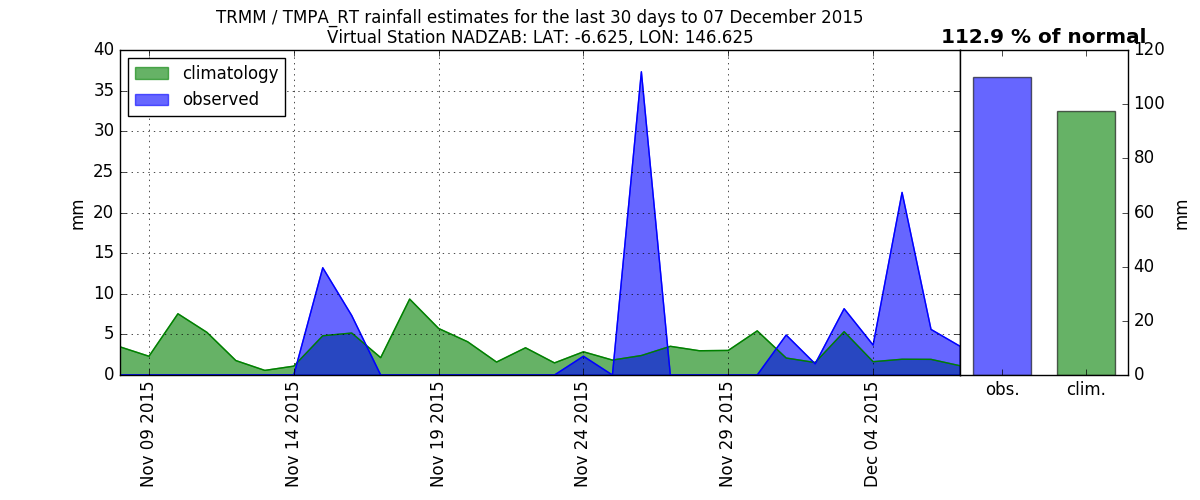 TRMM / TMPA_RT rainfall estimates for the last 30 days to 07 December 2015
Virtual Station NADZAB: LAT: -6.625, LON: 146.625
112.9 % of normal
climatology
observed
mm
40
35
30
25
20
15
10
5
0
Nov 09 2015
Nov 14 2015
Nov 19 2015
Nov 24 2015
Nov 29 2015
Dec 04 2015
obs.
clim.
120
100
80
60
40
20
0
mm